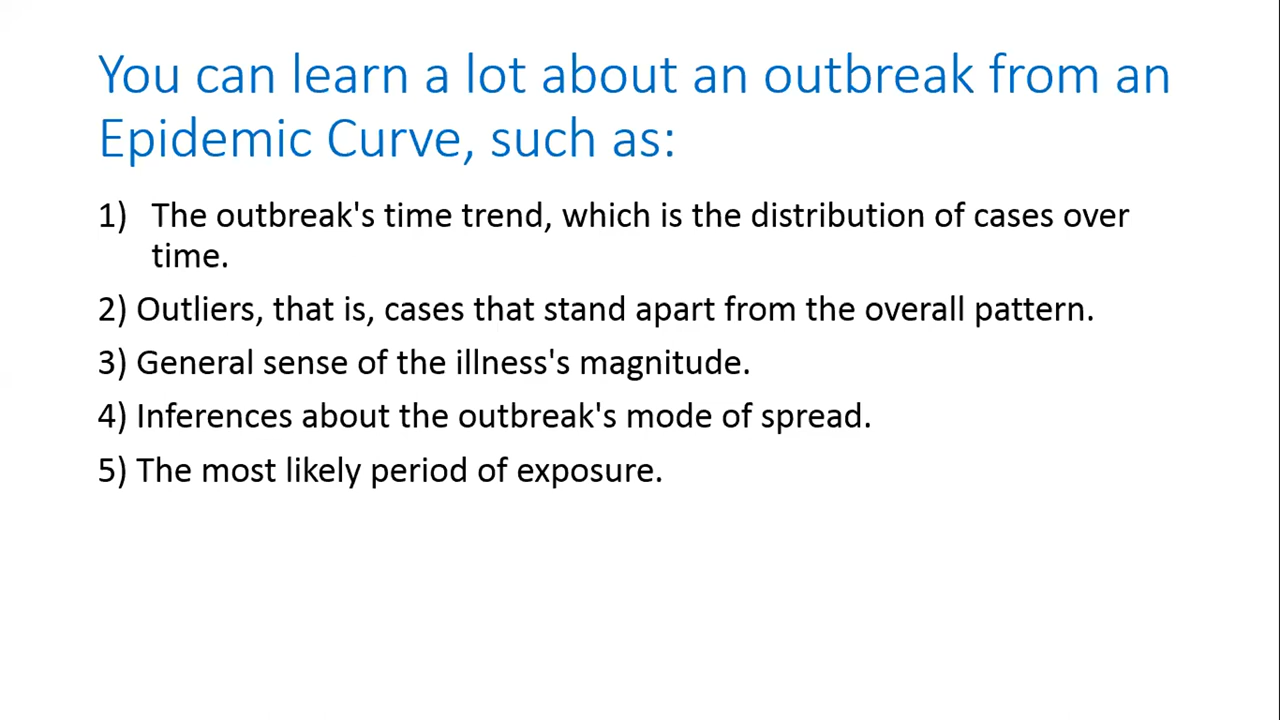 You can learn a lot about an outbreak from an
Epidemic Curve, such as:
1) The outbreak's time trend, which is the distribution of cases over
time.
2) Outliers, that is, cases that stand apart from the overall pattern.
3) General sense of the illness's magnitude.
4) Inferences about the outbreak's mode of spread.
5) The most likely period of exposure.